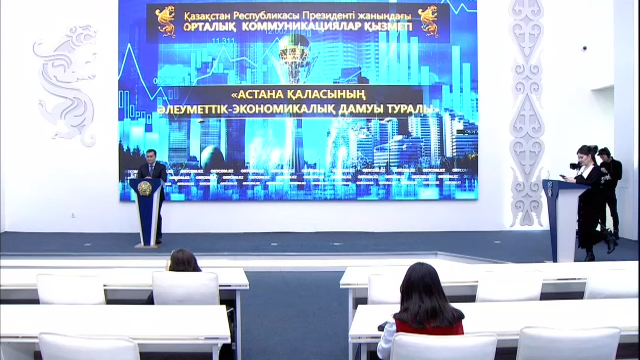 Қазақстан Республикасы Президенті жанындағы
ОРТАЛЫҚ КОММУНИКАЦИЯЛАР ҚЫЗМЕТІ
«АСТАНА ҚАЛАСЫНЫҢ
ӘЛЕУМЕТТІК-ЭКОНОМИКАЛЫҚ ДАМУЫ ТУРАЛЫ»